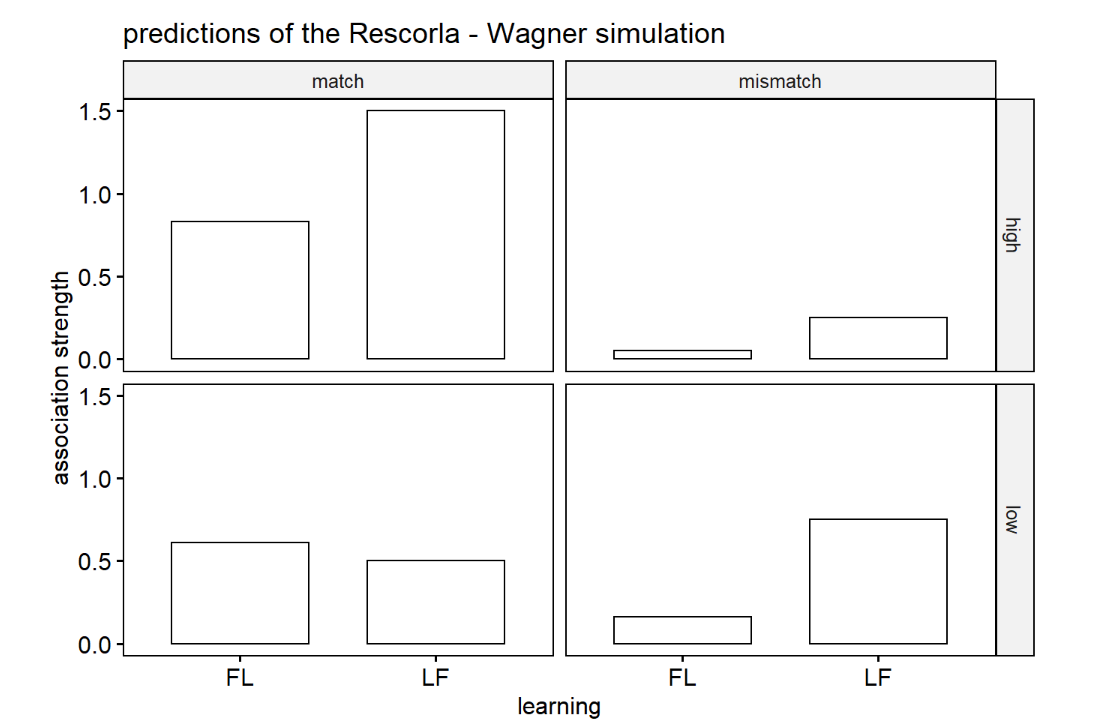 predictions of the Rescorla - Wagner simulation
match
mismatch
association strength
1.5
1.0
0.5
0.0
high
1.5
1.0
0.5
0.0
low
FL
LF
FL
LF
learning